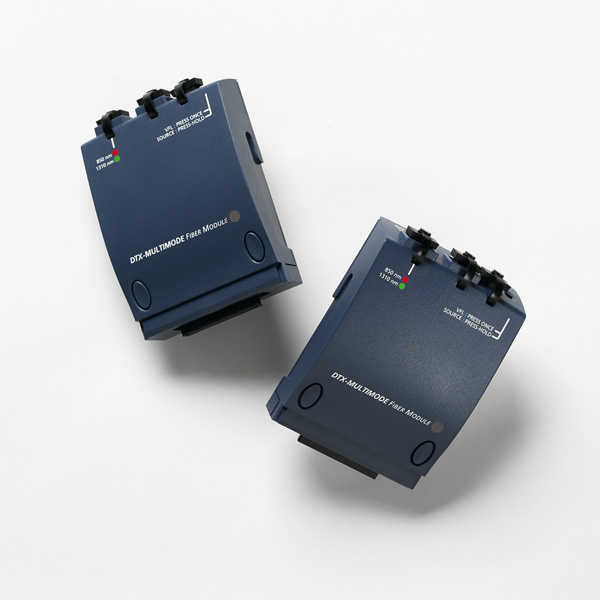 VFL : PRESS ONCE
SOURCE : PRESS-HOLD
850 nm
1310 nm
DTX-MULTIMODE FIBER MODULE
850 nm
1310 nm
VFL : PRESS ONCE
SOURCE : PRESS-HOLD
DTX-MULTIMODE FIBER MODULE